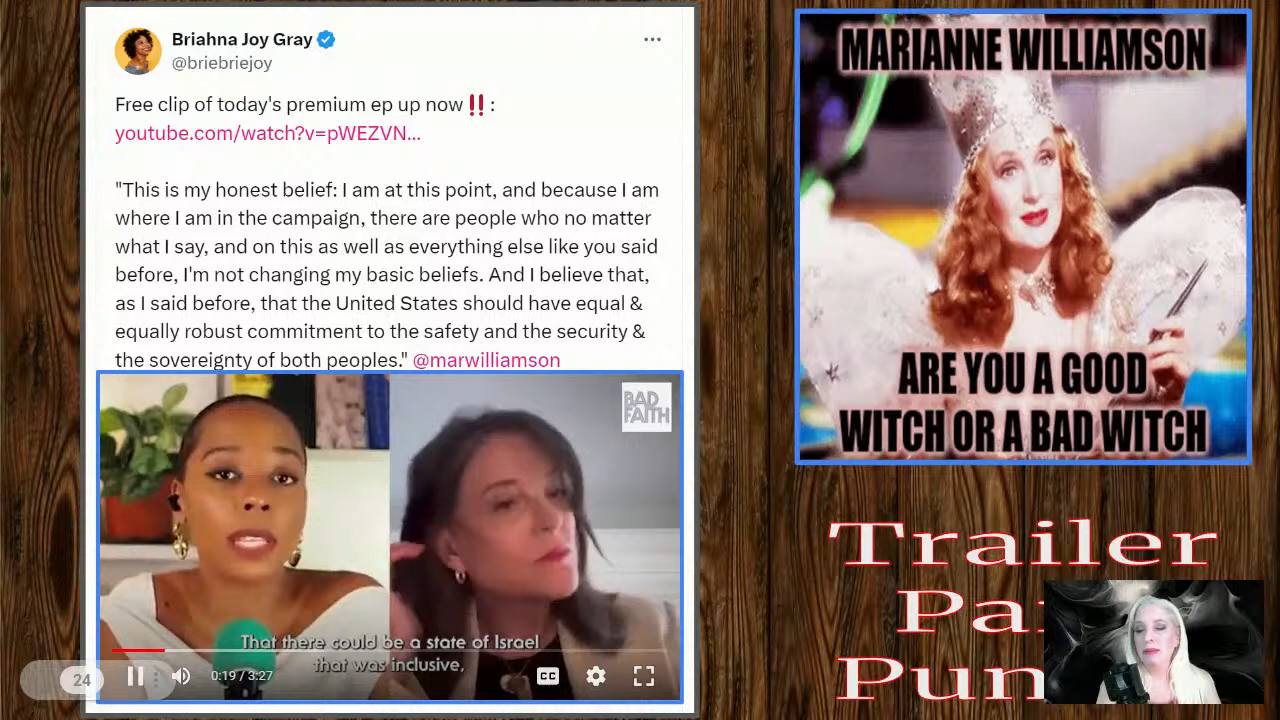 Briahna Joy Gray
@briebriejoy
Free clip of today's premium ep up now‼️:
youtube.com/watch?v=pWEZVN...
"This is my honest belief: I am at this point, and because I am
where I am in the campaign, there are people who no matter
what I say, and on this as well as everything else like you said
before, I'm not changing my basic beliefs. And I believe that,
as I said before, that the United States should have equal &
equally robust commitment to the safety and the security &
the sovereignty of both peoples." @marwilliamson
BAD
FAITH
That there could be a state of Israel
that was inclusive,
24
0:19 / 3:27
CC
MARIANNE WILLIAMSON
ARE YOU A GOOD
WITCH OR A BAD WITCH
Trailer